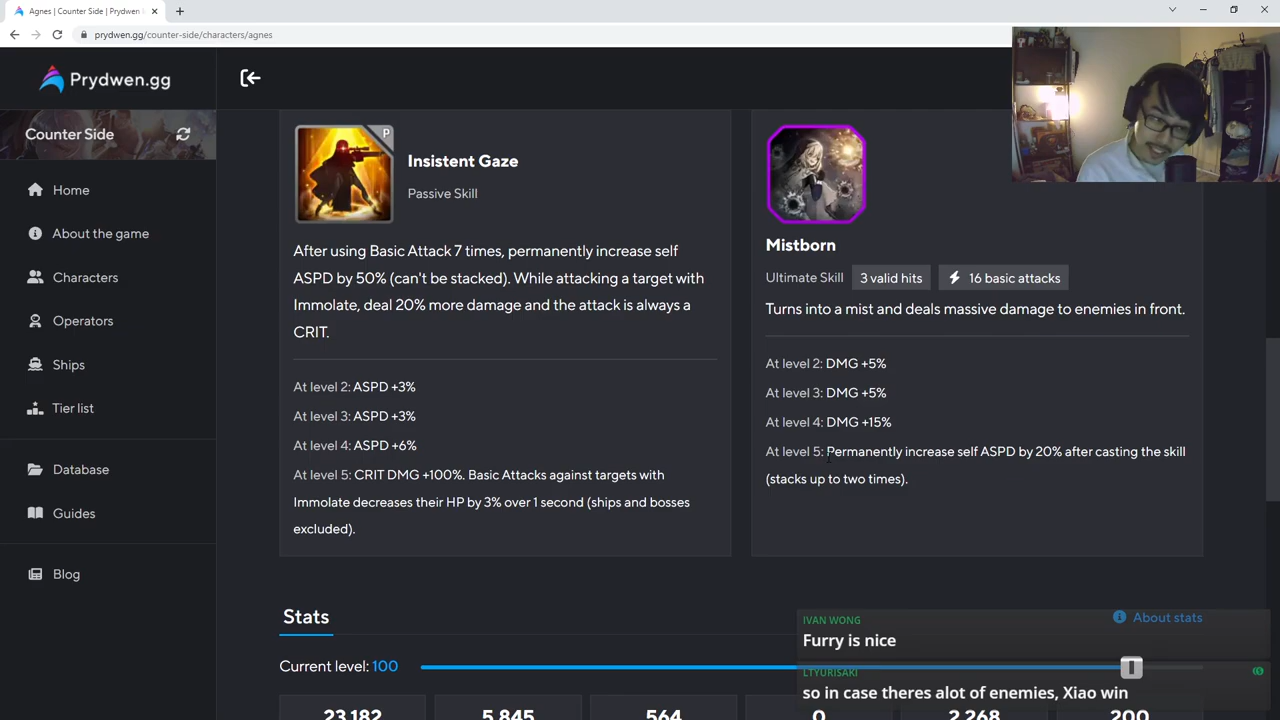 Agnes | Counter Side | Prydwen
prydwen.gg/counter-side/characters/agnes
Prydwen.gg
Counter Side
Home
About the game
Characters
Operators
Ships
Tier list
Database
Guides
Blog
P
Insistent Gaze
Passive Skill
After using Basic Attack 7 times, permanently increase self
ASPD by 50% (can't be stacked). While attacking a target with
Immolate, deal 20% more damage and the attack is always a
CRIT.
At level 2: ASPD +3%
At level 3: ASPD +3%
At level 4: ASPD +6%
At level 5: CRIT DMG +100%. Basic Attacks against targets with
Immolate decreases their HP by 3% over 1 second (ships and bosses
excluded).
Mistborn
Ultimate Skill 3 valid hits 16 basic attacks
Turns into a mist and deals massive damage to enemies in front.
At level 2: DMG +5%
At level 3: DMG +5%
At level 4: DMG +15%
At level 5: Permanently increase self ASPD by 20% after casting the skill
(stacks up to two times).
Stats
About stats
Current level: 100
23,182 5,845 564 0 2,268 200
IVAN WONG
Furry is nice
LTYURISAKI
so in case theres alot of enemies, Xiao win